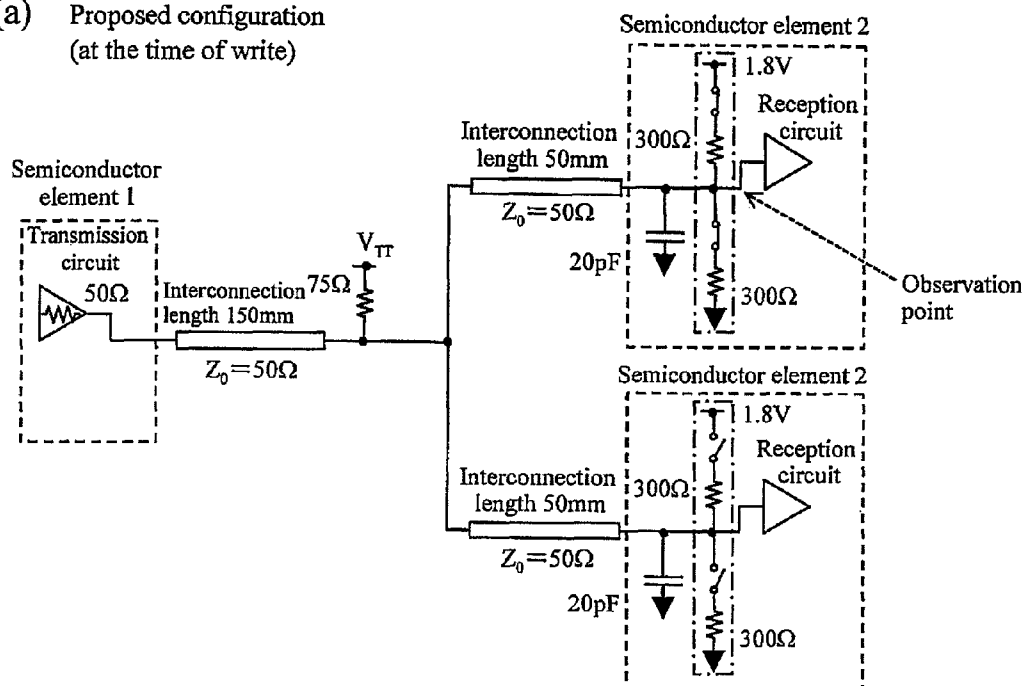 (a) Proposed configuration
(at the time of write)
Semiconductor element 2
1.8V
Reception
circuit
300Ω
Interconnection
length 50mm
Z0=50Ω
20pF
300Ω
Observation
point
Semiconductor
element 1
Transmission
circuit
50Ω
Interconnection
length 150mm
Z0=50Ω
VTT
75Ω
Semiconductor element 2
1.8V
Reception
circuit
300Ω
Interconnection
length 50mm
Z0=50Ω
20pF
300Ω